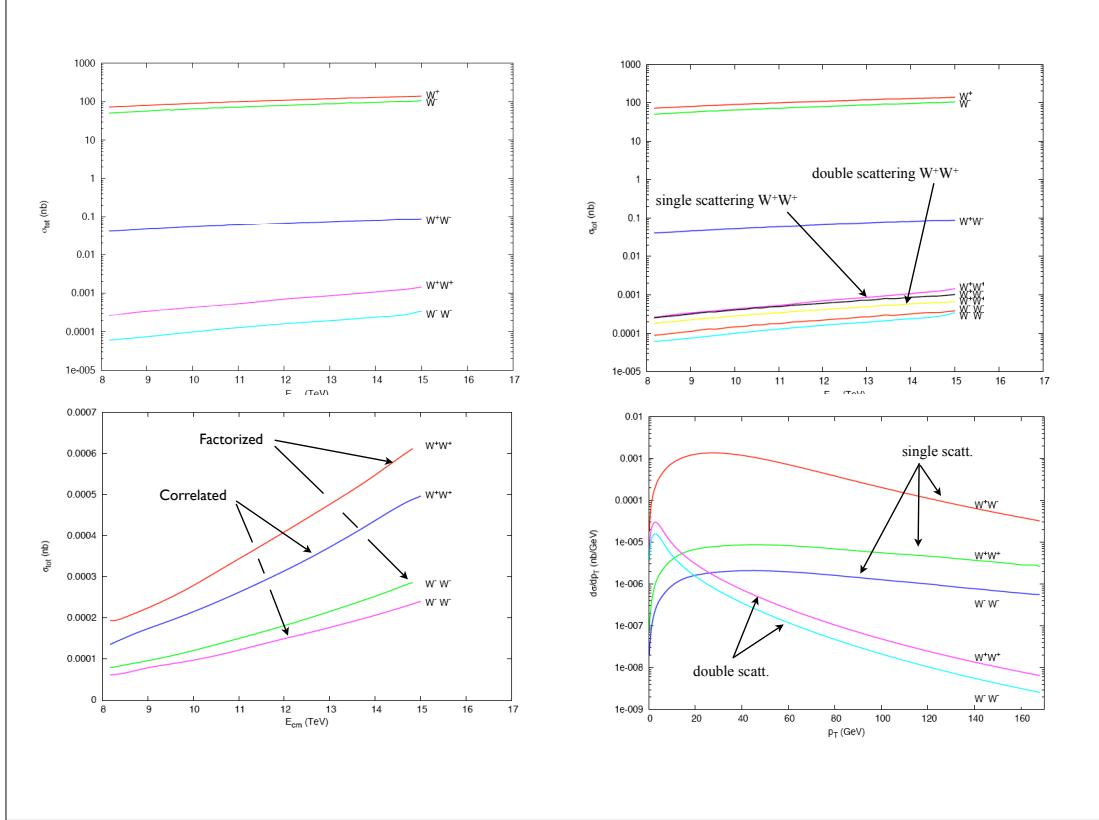 1000
100
10
1
0.1
0.01
0.001
0.0001
1e-005
8 9 10 11 12 13 14 15 16 17
σtot (nb)
W+
W-
W+W-
W+W+
W- W-
(TeV)
1000
100
10
1
0.1
0.01
0.001
0.0001
1e-005
8 9 10 11 12 13 14 15 16 17
σtot (nb)
W+
W-
double scattering W+W+
single scattering W+W+
W+W-
W+W+
W- W-
W- W-
(TeV)
0.0007
0.0006
0.0005
0.0004
0.0003
0.0002
0.0001
0
8 9 10 11 12 13 14 15 16 17
σtot (nb)
Ecm (TeV)
Factorized
Correlated
W+W+
W+W+
W- W-
W- W-
0.01
0.001
0.0001
1e-005
1e-006
1e-007
1e-008
1e-009
0 20 40 60 80 100 120 140 160
dσ/dpT (nb/GeV)
pT (GeV)
single scatt.
W+W-
W+W+
W- W-
double scatt.
W+W+
W- W-